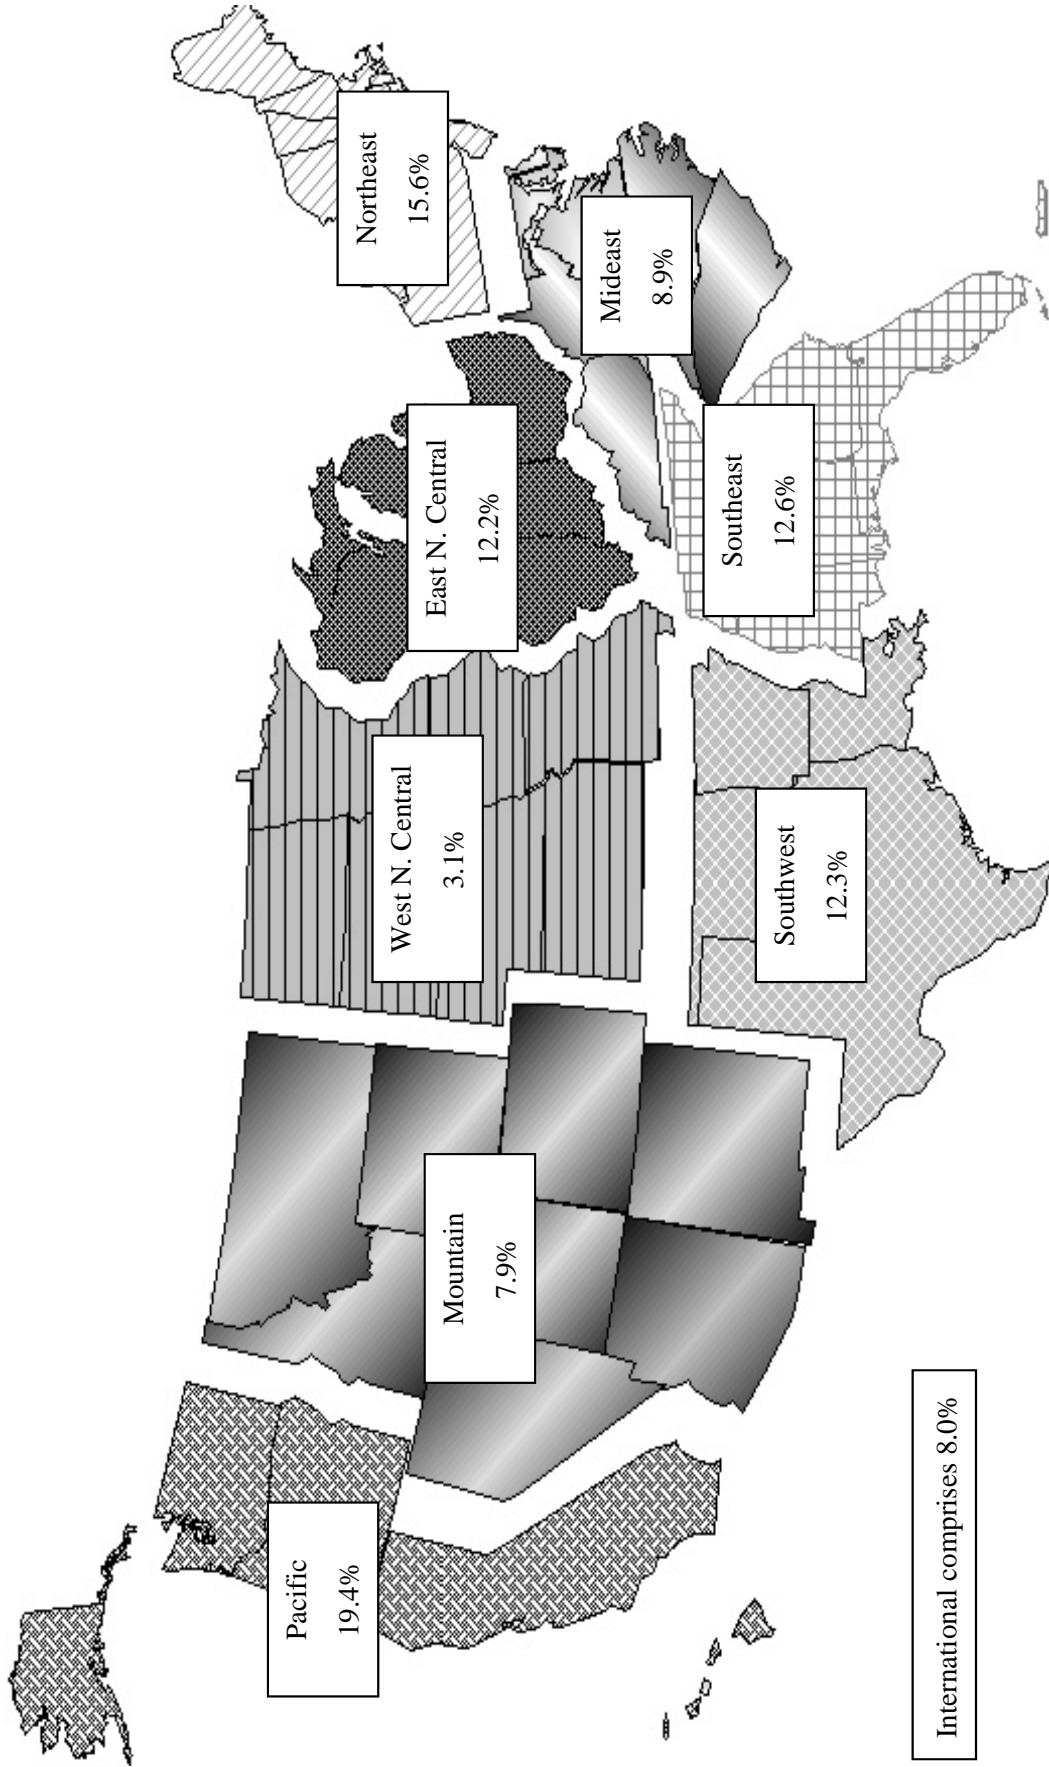 Pacific
19.4%
Mountain
7.9%
West N. Central
3.1%
East N. Central
12.2%
Northeast
15.6%
Mideast
8.9%
Southeast
12.6%
Southwest
12.3%
International comprises 8.0%